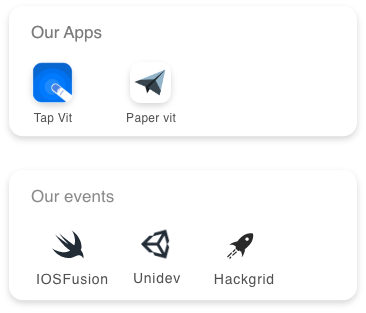 Our Apps
Tap Vit
Paper vit
Our events
IOSFusion
Unidev
Hackgrid